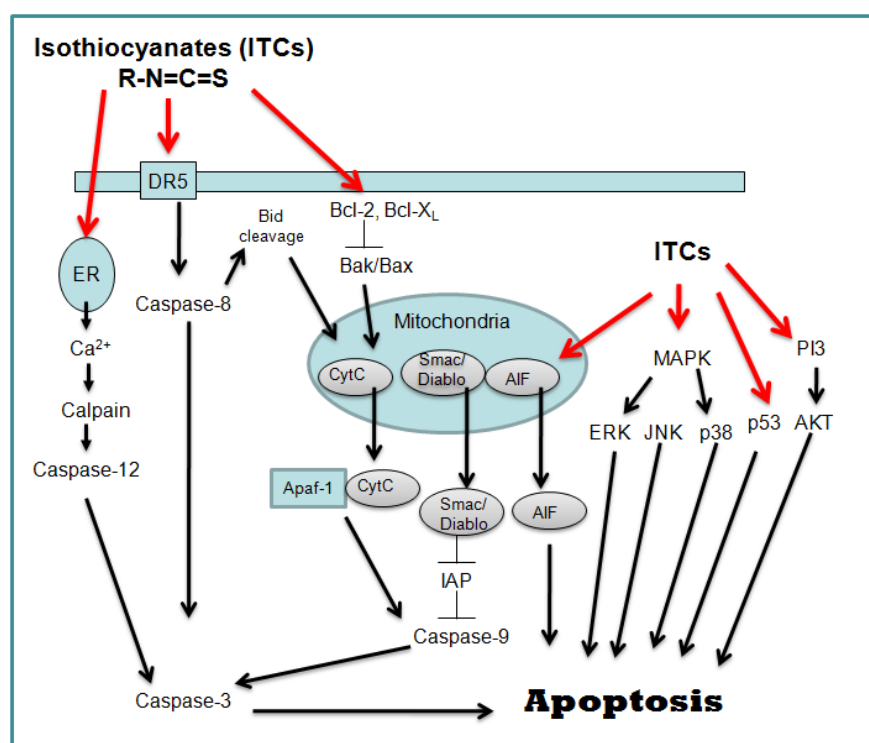 Isothiocyanates (ITCs)
R-N=C=S
DR5
Bid
cleavage
Bcl-2, Bcl-X_L
Bak/Bax
ITCs
ER
Caspase-8
Mitochondria
Ca²⁺
CytC
Smac/
Diablo
AIF
MAPK
PI3
Calpain
ERK
JNK
p38
p53
AKT
Caspase-12
Apaf-1
CytC
Smac/
Diablo
AIF
IAP
Caspase-9
Caspase-3
Apoptosis